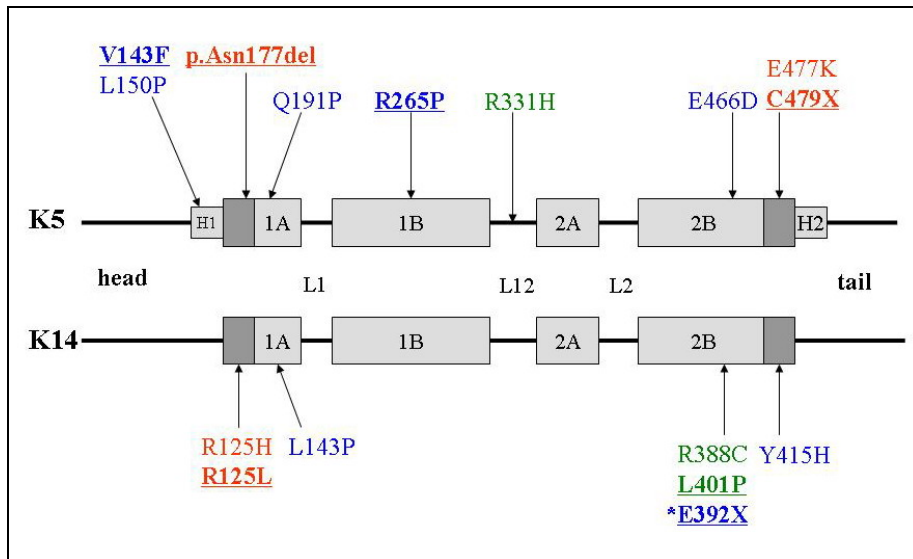 V143F p.Asn177del
L150P
Q191P R265P R331H E466D
E477K
C479X
K5 H1 1A 1B 2A 2B H2
head L1 L12 L2 tail
K14 1A 1B 2A 2B
R125H L143P
R125L
R388C Y415H
L401P
*E392X